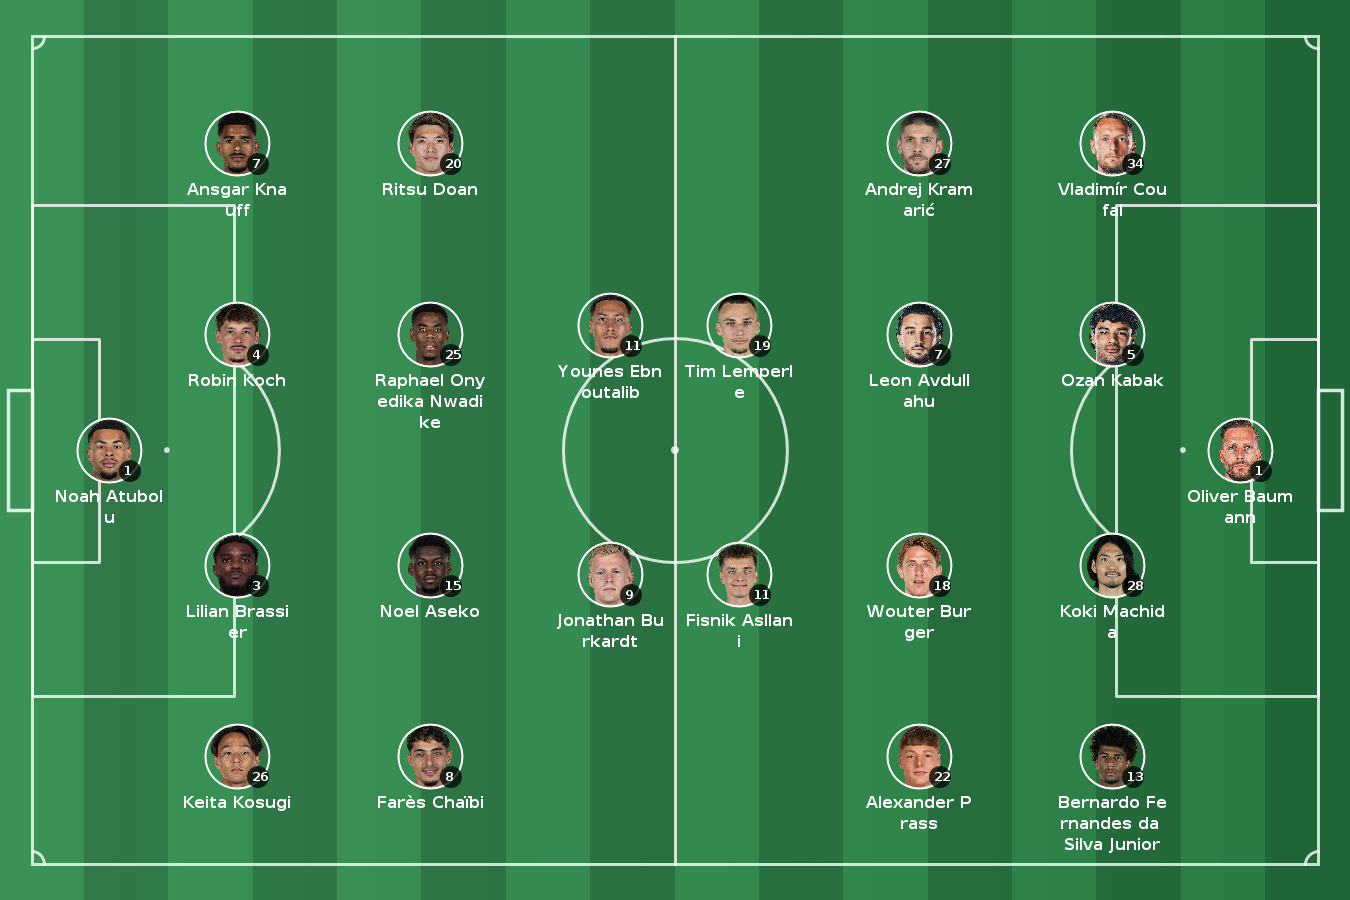 7
Ansgar Kna
uff
20
Ritsu Doan
27
Andrej Kram
arić
34
Vladimír Cou
fal
4
Robin Koch
25
Raphael Ony
edika Nwadi
ke
11
Younes Ebn
outalib
19
Tim Lemperl
e
7
Leon Avdull
ahu
5
Ozan Kabak
1
Noah Atubol
u
1
Oliver Baum
ann
3
Lilian Brassi
er
15
Noel Aseko
9
Jonathan Bu
rkardt
11
Fisnik Asllan
i
18
Wouter Bur
ger
28
Koki Machid
a
26
Keita Kosugi
8
Farès Chaïbi
22
Alexander P
rass
13
Bernardo Fe
rnandes da
Silva Junior